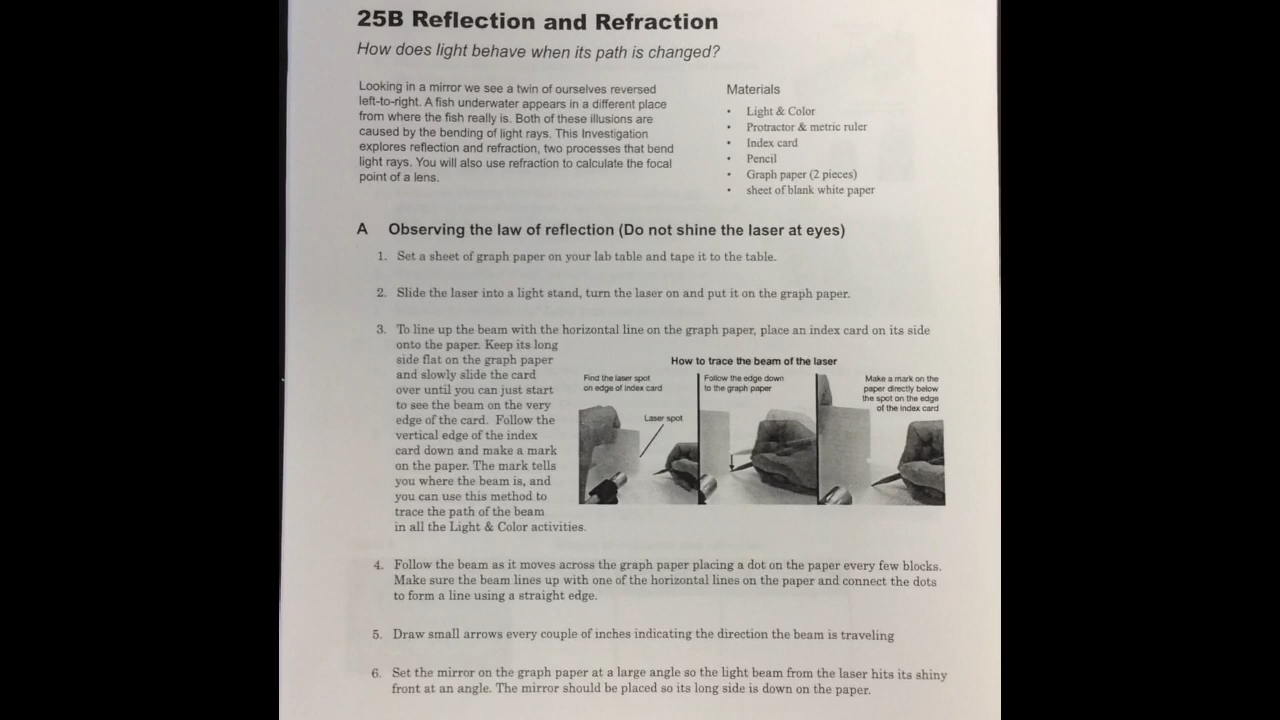 25B Reflection and Refraction
How does light behave when its path is changed?
Looking in a mirror we see a twin of ourselves reversed
left-to-right. A fish underwater appears in a different place
from where the fish really is. Both of these illusions are
caused by the bending of light rays. This Investigation
explores reflection and refraction, two processes that bend
light rays. You will also use refraction to calculate the focal
point of a lens.
Materials
• Light & Color
• Protractor & metric ruler
• Index card
• Pencil
• Graph paper (2 pieces)
• sheet of blank white paper
A Observing the law of reflection (Do not shine the laser at eyes)
1. Set a sheet of graph paper on your lab table and tape it to the table.
2. Slide the laser into a light stand, turn the laser on and put it on the graph paper.
3. To line up the beam with the horizontal line on the graph paper, place an index card on its side
onto the paper. Keep its long
side flat on the graph paper
and slowly slide the card
over until you can just start
to see the beam on the very
edge of the card. Follow the
vertical edge of the index
card down and make a mark
on the paper. The mark tells
you where the beam is, and
you can use this method to
trace the path of the beam
in all the Light & Color activities.
How to trace the beam of the laser
Find the laser spot
on edge of index card
Laser spot
Follow the edge down
to the graph paper
Make a mark on the
paper directly below
the spot on the edge
of the index card
4. Follow the beam as it moves across the graph paper placing a dot on the paper every few blocks.
Make sure the beam lines up with one of the horizontal lines on the paper and connect the dots
to form a line using a straight edge.
5. Draw small arrows every couple of inches indicating the direction the beam is traveling
6. Set the mirror on the graph paper at a large angle so the light beam from the laser hits its shiny
front at an angle. The mirror should be placed so its long side is down on the paper.